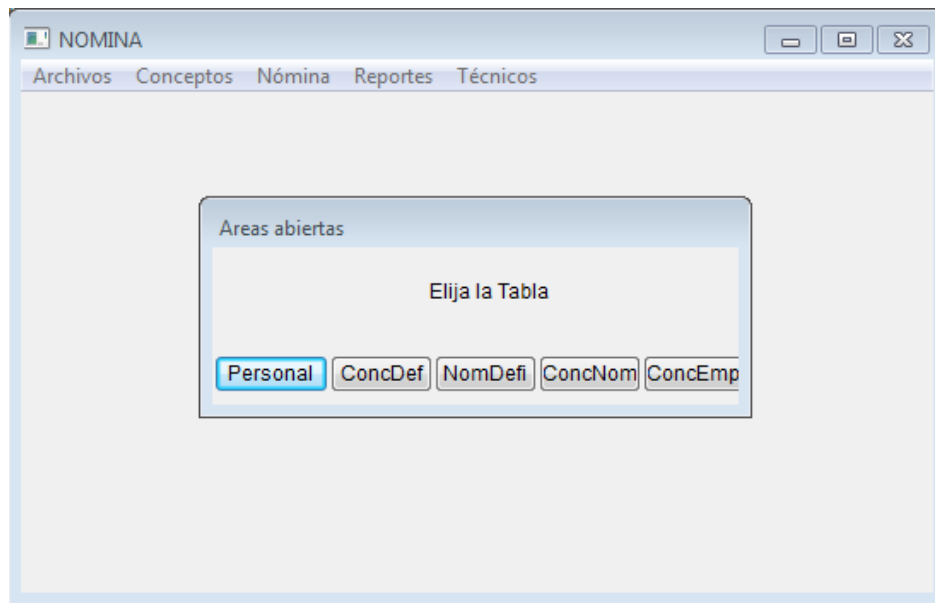 NOMINA
Archivos Conceptos Nómina Reportes Técnicos
Areas abiertas
Elija la Tabla
Personal ConcDef NomDefi ConcNom ConcEmp